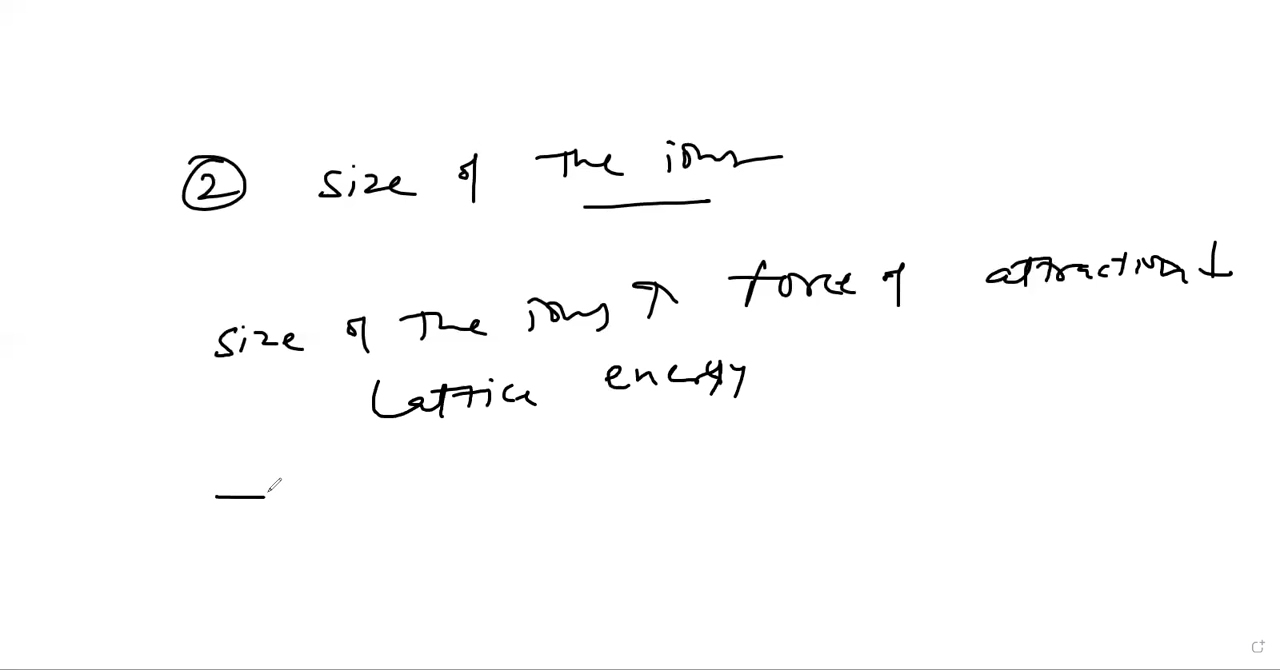 ② size of the ions
size of the ions ↑ force of attraction ↓
Lattice energy